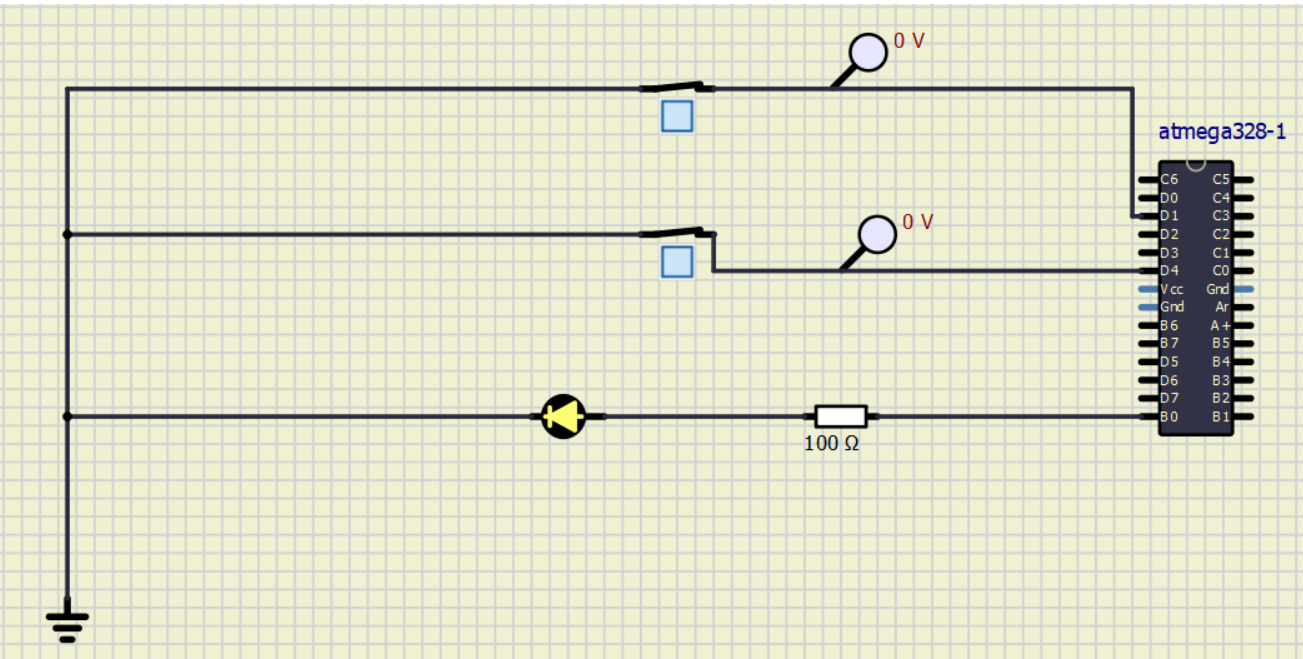 0 V
atmega328-1
C6 C5
D0 C4
D1 C3
0 V
D2 C2
D3 C1
D4 C0
Vcc Gnd
Gnd Ar
B6 A+
B7 B5
D5 B4
D6 B3
D7 B2
B0 B1
100 Ω